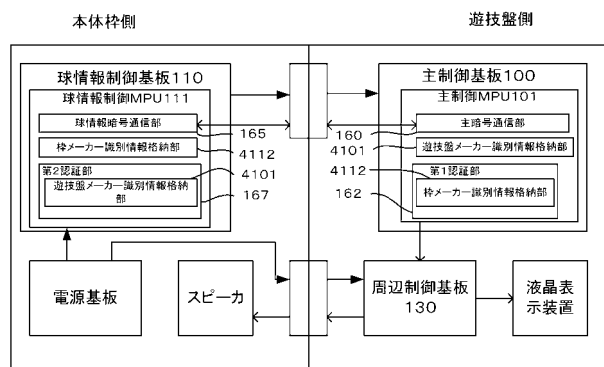 本体枠側
遊技盤側
球情報制御基板110
球情報制御MPU111
球情報暗号通信部
165
枠メーカー識別情報格納部
4112
第2認証部
4101
遊技盤メーカー識別情報格納
部
167
主制御基板100
主制御MPU101
160
主暗号通信部
4101
遊技盤メーカー識別情報格納部
4112
第1認証部
枠メーカー識別情報格納部
162
電源基板
スピーカ
周辺制御基板
130
液晶表
示装置